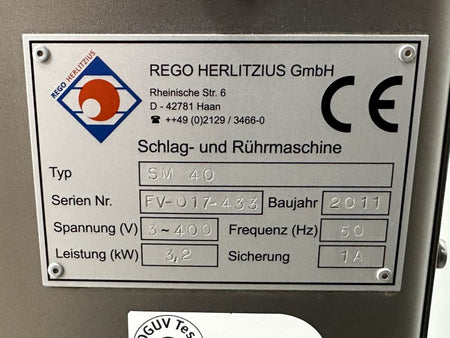 REGO HERLITZIUS
REGO HERLITZIUS GmbH
Rheinische Str. 6
D - 42781 Haan
☎ ++49 (0)2129 / 3466-0
CE
Schlag- und Rührmaschine
Typ SM 40
Serien Nr. FV-017-433 Baujahr 2011
Spannung (V) 3~400 Frequenz (Hz) 50
Leistung (kW) 3,2 Sicherung 1A
DGUV Tes